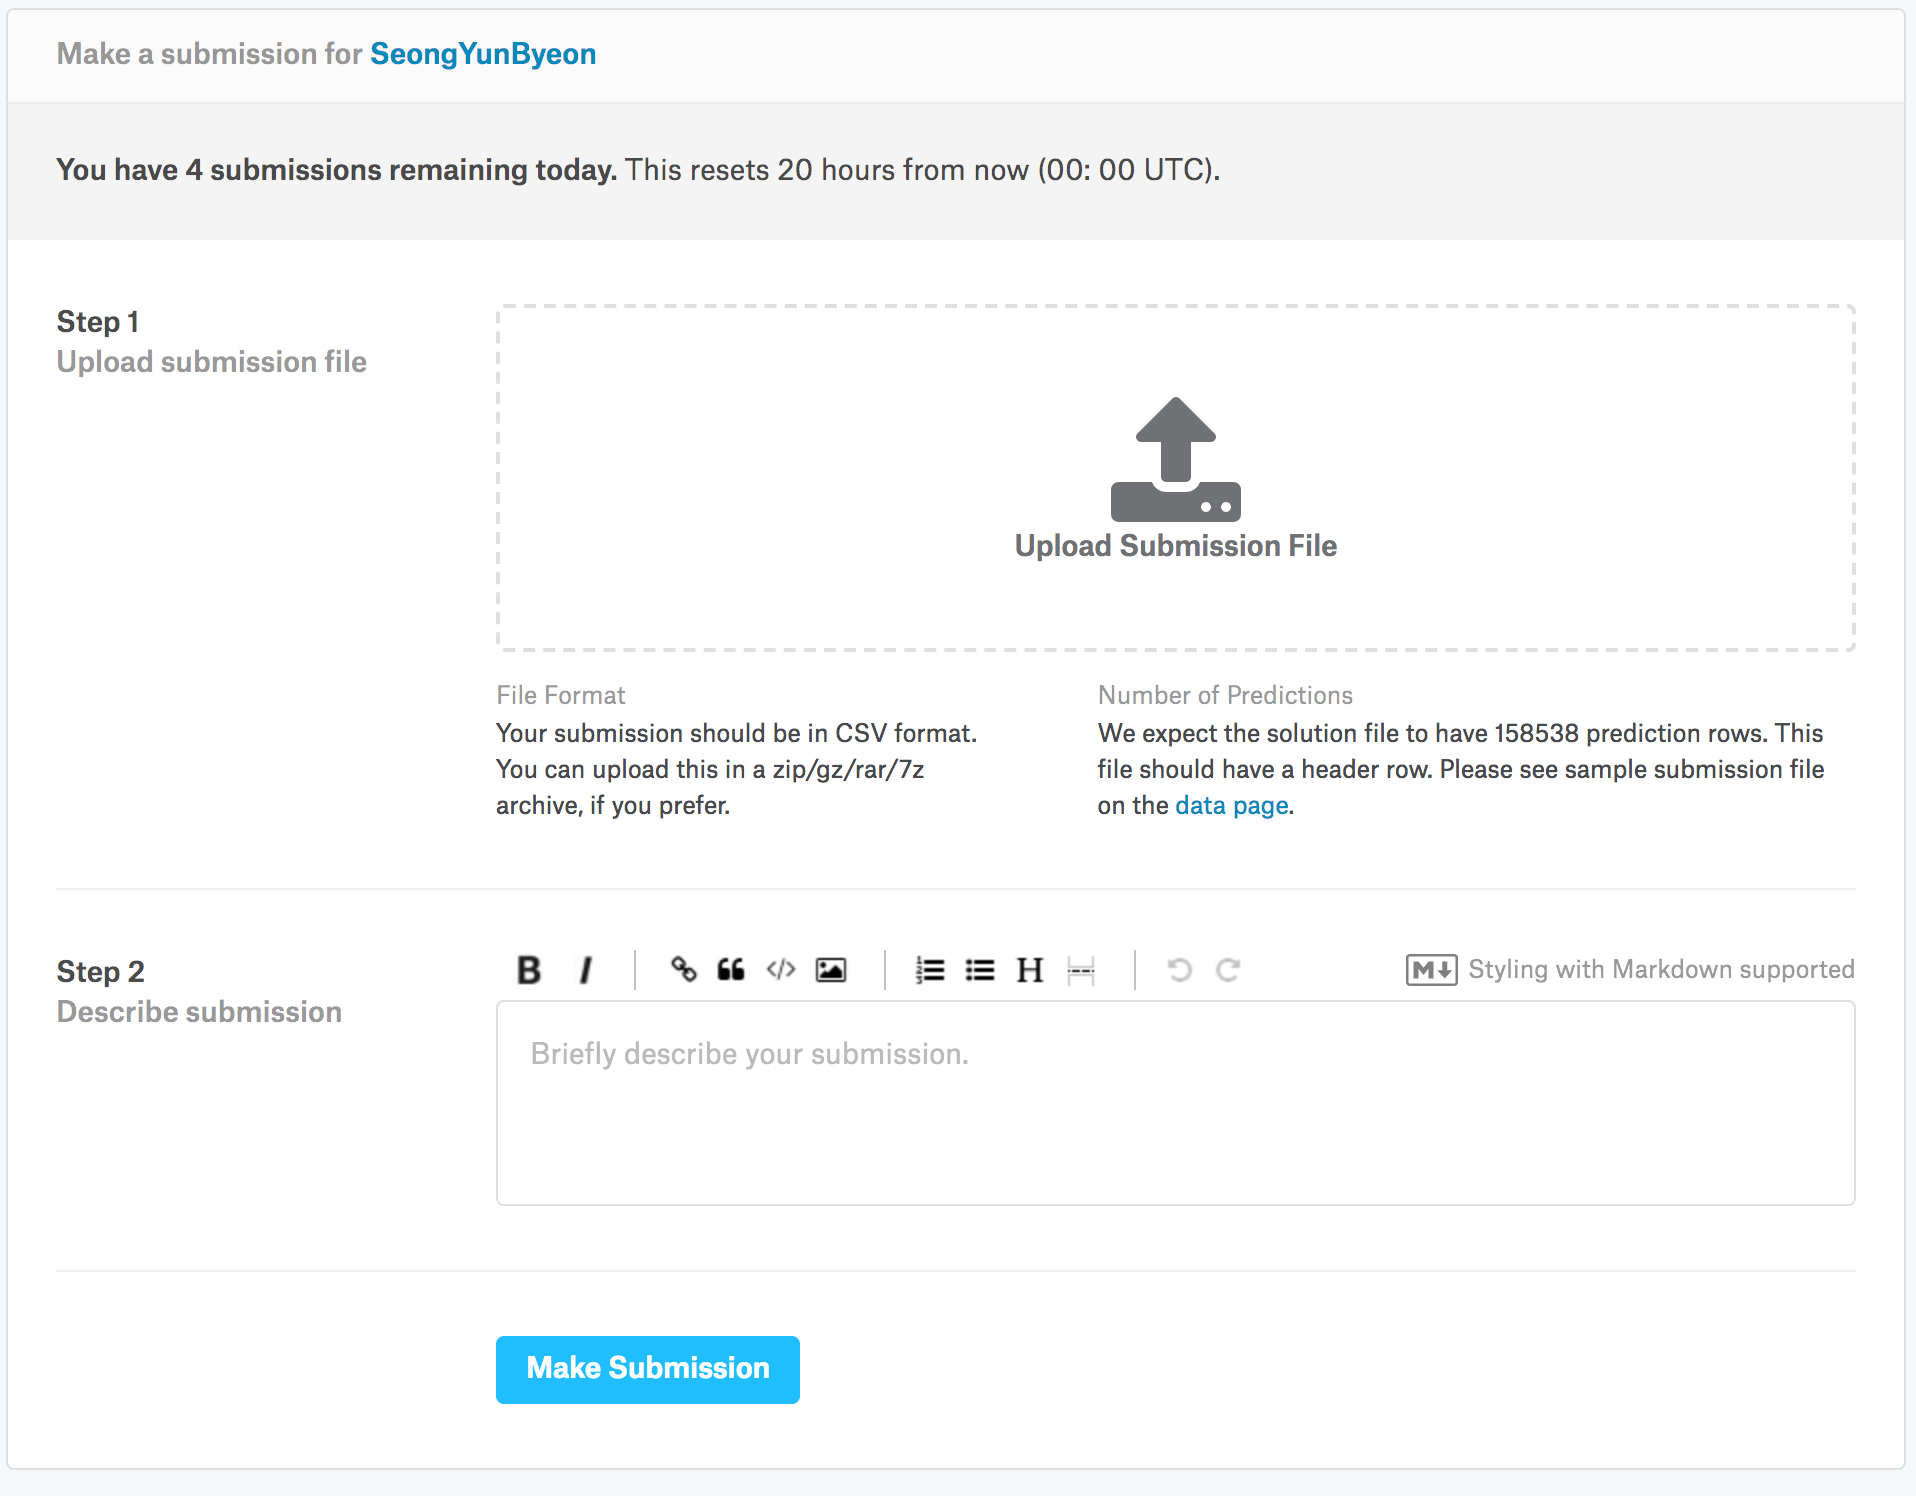 Make a submission for SeongYunByeon
You have 4 submissions remaining today. This resets 20 hours from now (00: 00 UTC).
Step 1
Upload submission file
Upload Submission File
File Format
Your submission should be in CSV format.
You can upload this in a zip/gz/rar/7z
archive, if you prefer.
Number of Predictions
We expect the solution file to have 158538 prediction rows. This
file should have a header row. Please see sample submission file
on the data page.
Step 2
Describe submission
B I H M Styling with Markdown supported
Briefly describe your submission.
Make Submission